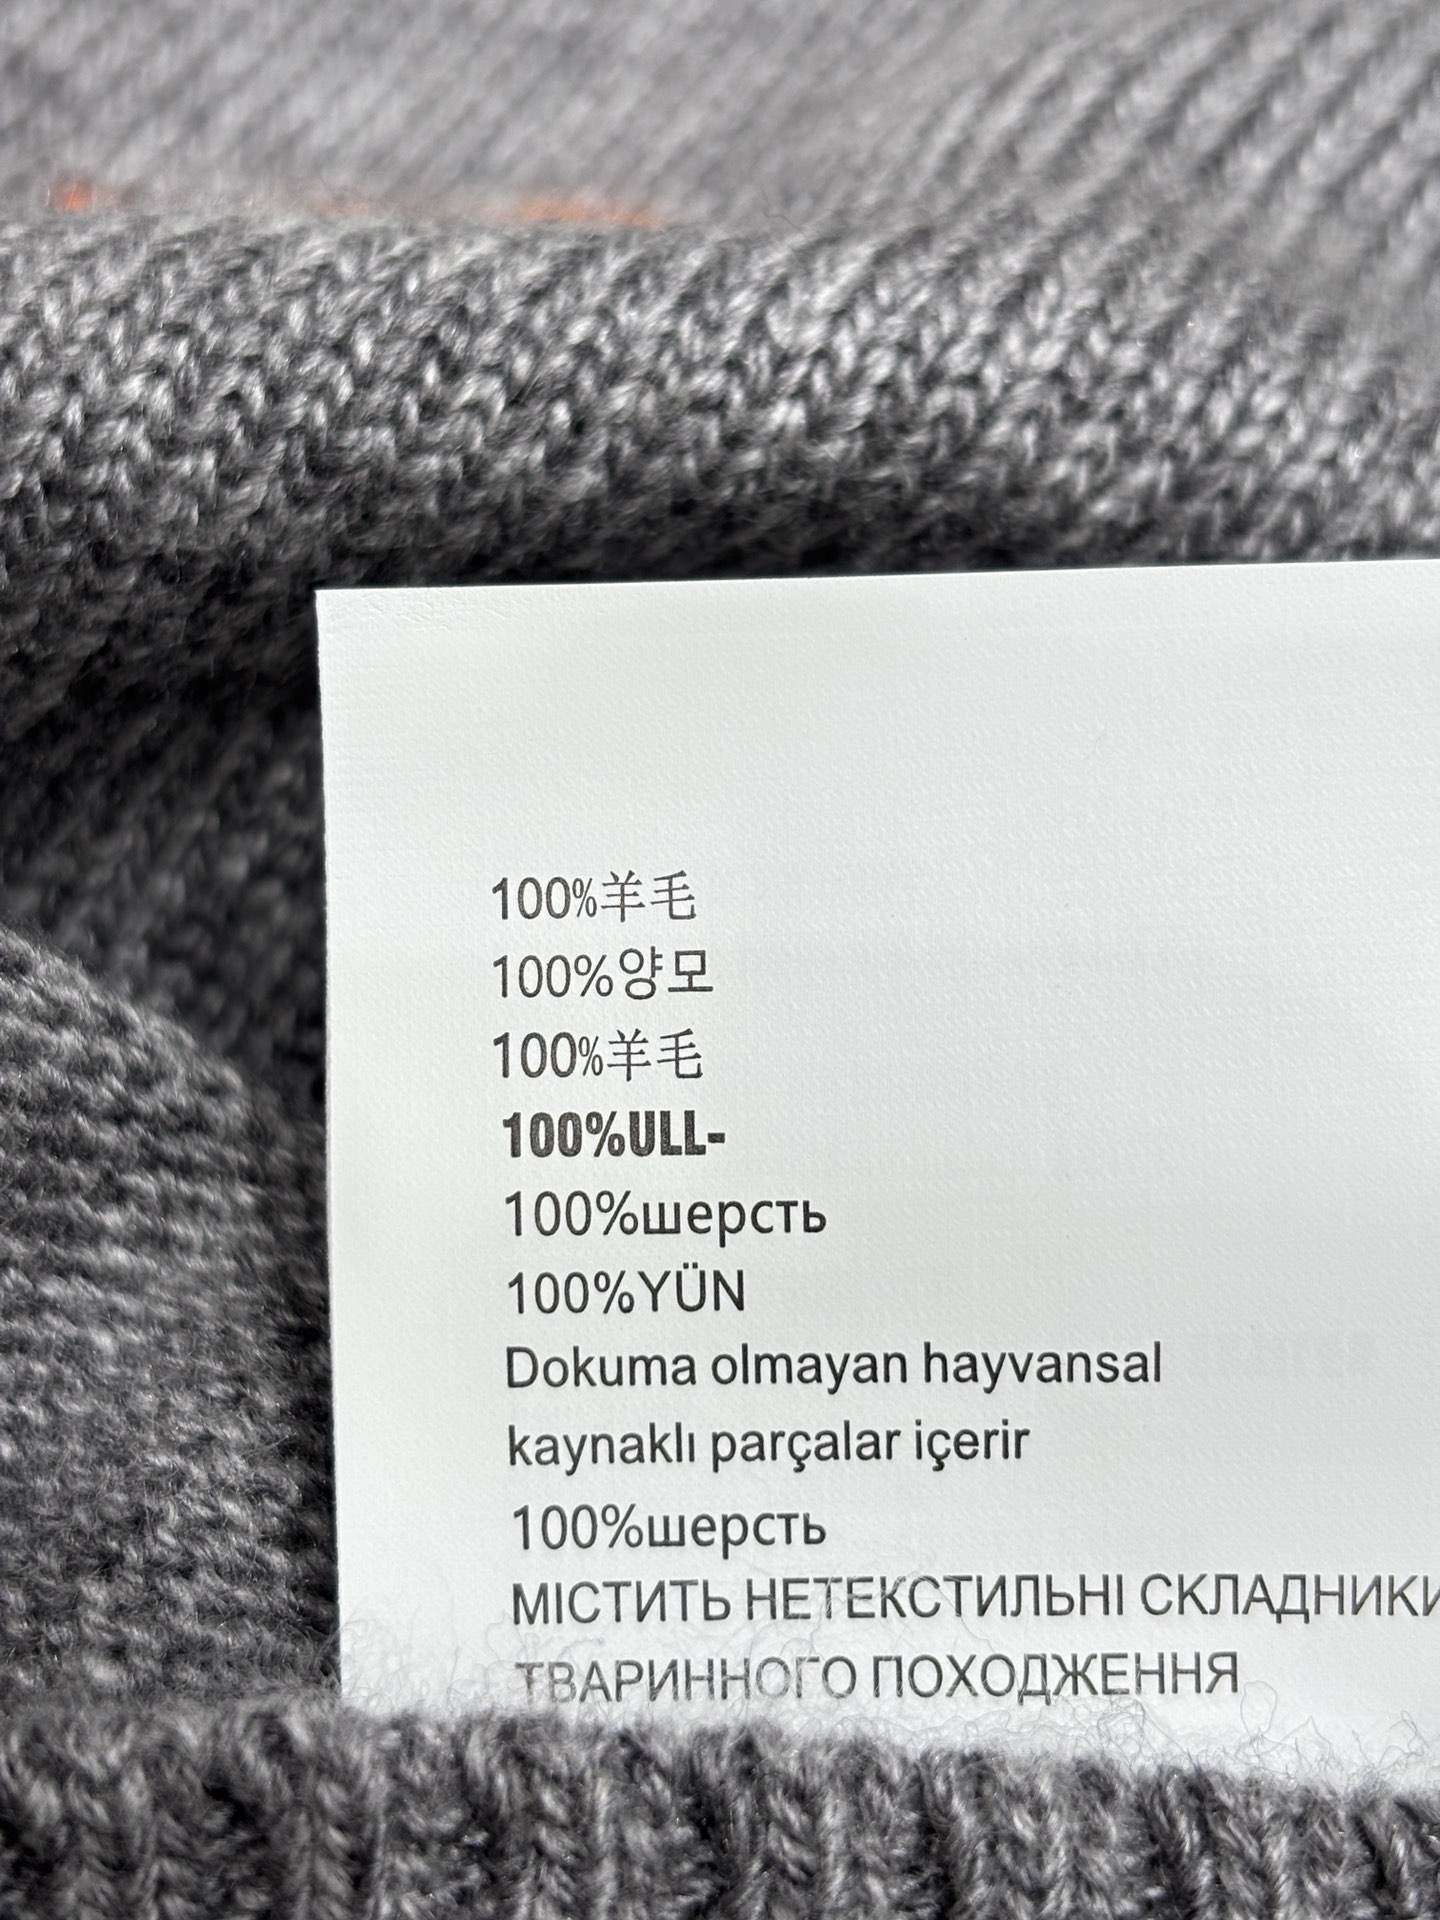 100%羊毛
100%양모
100%羊毛
100%ULL-
100%шерсть
100%YÜN
Dokuma olmayan hayvansal
kaynaklı parçalar içerir
100%шерсть
МІСТИТЬ НЕТЕКСТИЛЬНІ СКЛАДНИКИ
ТВАРИННОГО ПОХОДЖЕННЯ